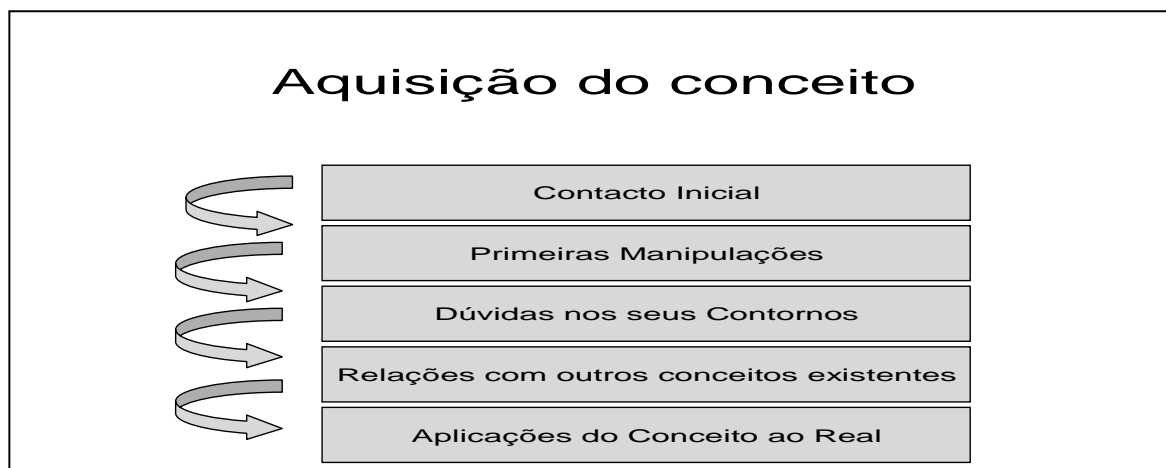 Aquisição do conceito
Contacto Inicial
Primeiras Manipulações
Dúvidas nos seus Contornos
Relações com outros conceitos existentes
Aplicações do Conceito ao Real